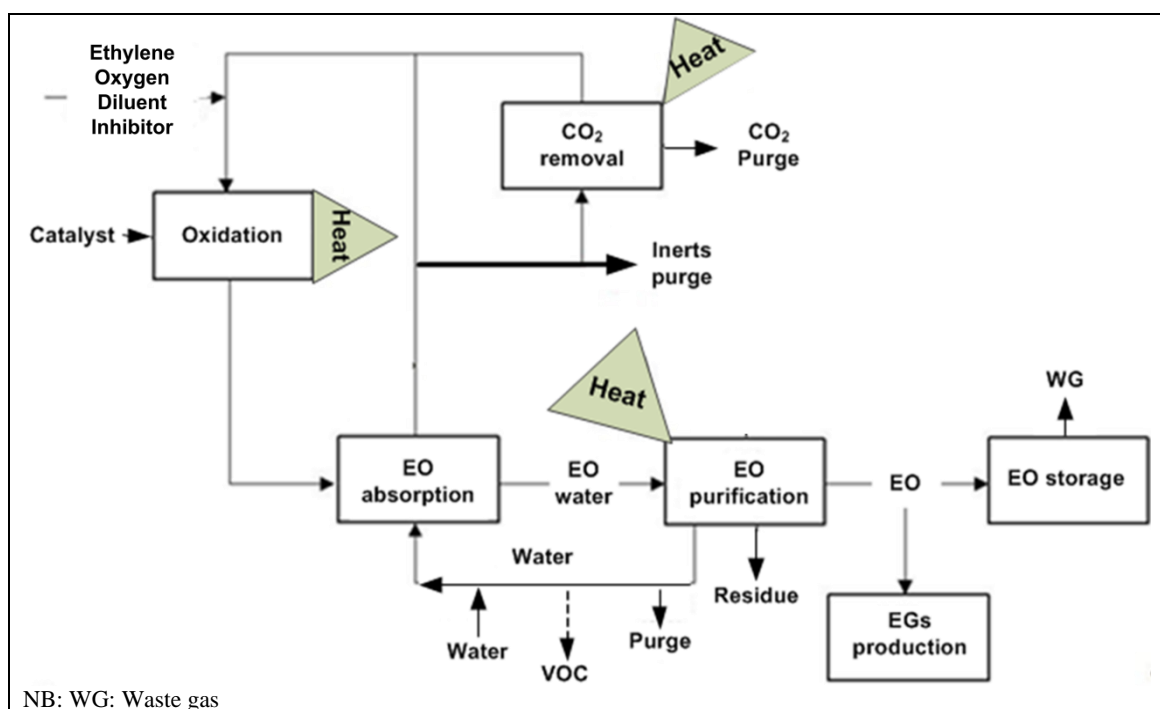 Ethylene
Oxygen
Diluent
Inhibitor
Heat
CO₂
removal
CO₂
Purge
Catalyst
Oxidation
Heat
Inerts
purge
Heat
WG
EO
absorption
EO
water
EO
purification
EO
EO storage
Water
Residue
Water
VOC
Purge
EGs
production
NB: WG: Waste gas